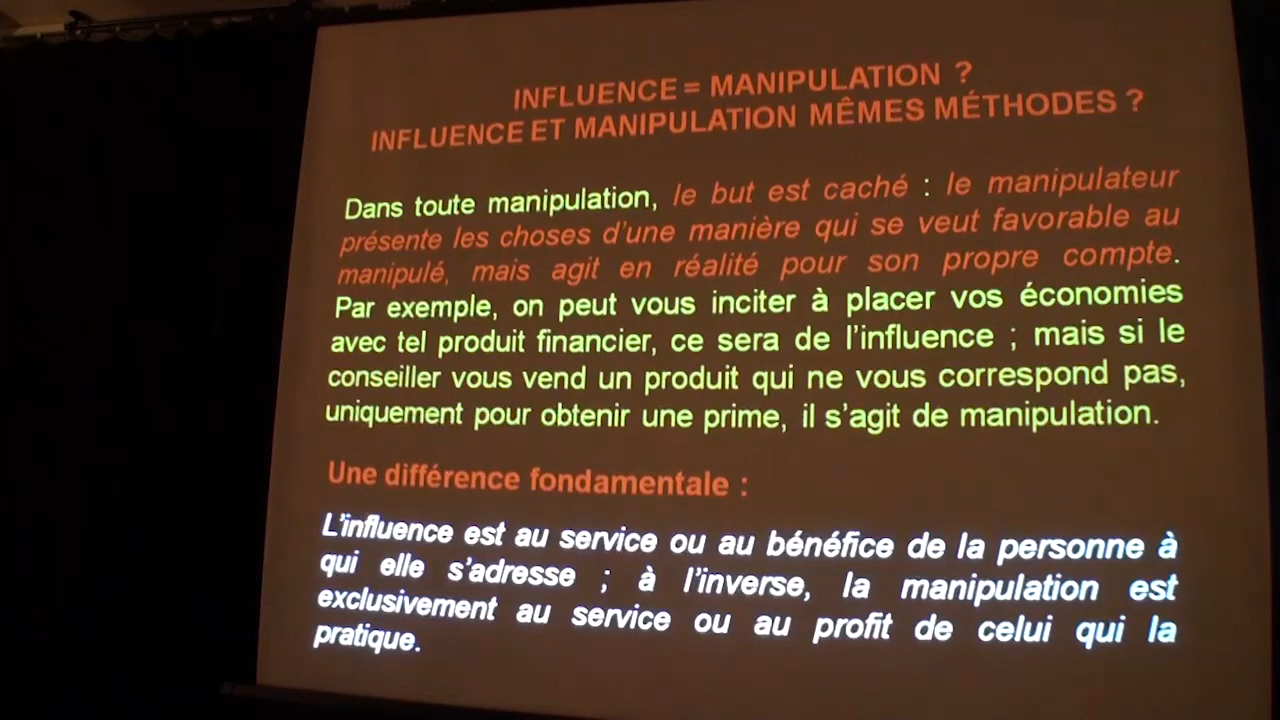 INFLUENCE = MANIPULATION ?
INFLUENCE ET MANIPULATION MÊMES MÉTHODES ?
Dans toute manipulation, le but est caché : le manipulateur
présente les choses d'une manière qui se veut favorable au
manipulé, mais agit en réalité pour son propre compte.
Par exemple, on peut vous inciter à placer vos économies
avec tel produit financier, ce sera de l'influence ; mais si le
conseiller vous vend un produit qui ne vous correspond pas,
uniquement pour obtenir une prime, il s'agit de manipulation.
Une différence fondamentale :
L'influence est au service ou au bénéfice de la personne à
qui elle s'adresse ; à l'inverse, la manipulation est
exclusivement au service ou au profit de celui qui la
pratique.